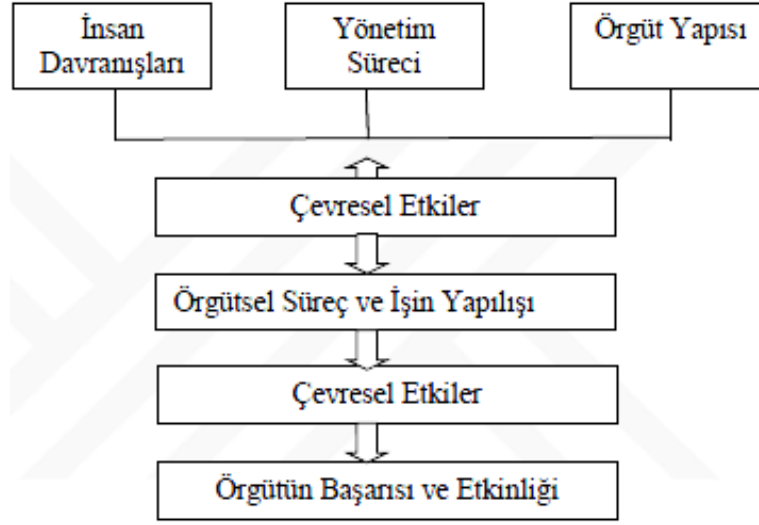 İnsan
Davranışları
Yönetim
Süreci
Örgüt Yapısı
Çevresel Etkiler
Örgütsel Süreç ve İşin Yapılışı
Çevresel Etkiler
Örgütün Başarısı ve Etkinliği